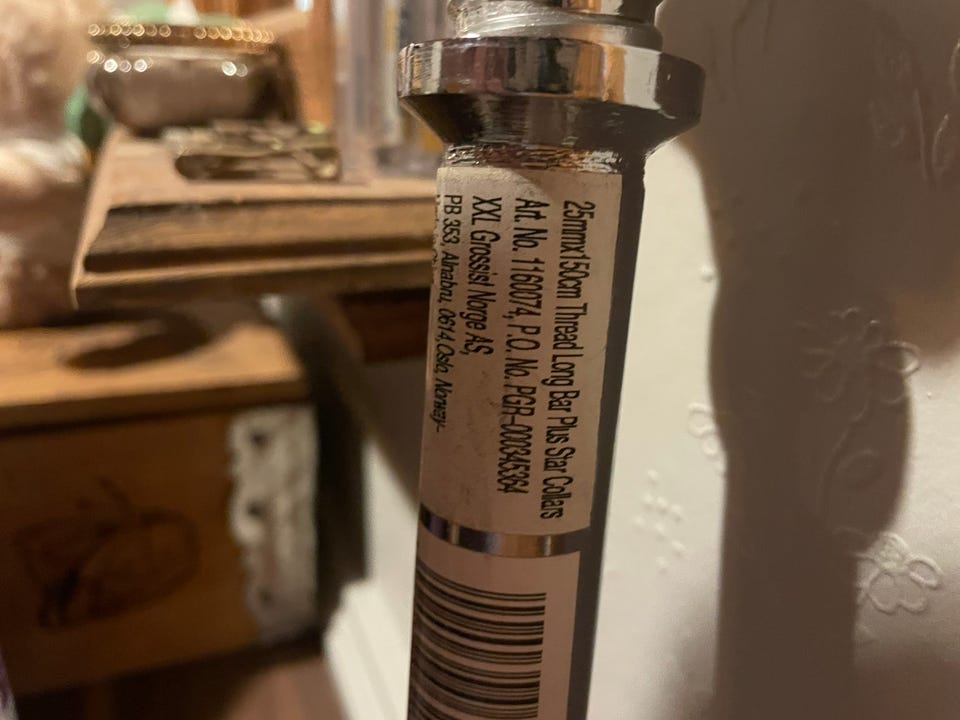 25mmx150cm Thread Long Bar Plus Star Collars
Art. No. 1160074, P.O. No. PGR-000345364
XXL Grossist Norge AS,
PB 353, Alnabru, 0614 Oslo, Norway